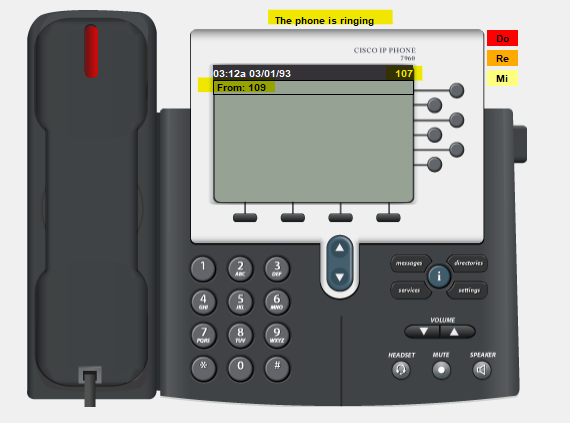 The phone is ringing
CISCO IP PHONE
7960
Do
Re
Mi
03:12a 03/01/93 107
From: 109
1
2 ABC
3 DEF
4 GHI
5 JKL
6 MNO
7 PQRS
8 TUV
9 WXYZ
* 0 #
messages directories
i
services settings
VOLUME
HEADSET MUTE SPEAKER